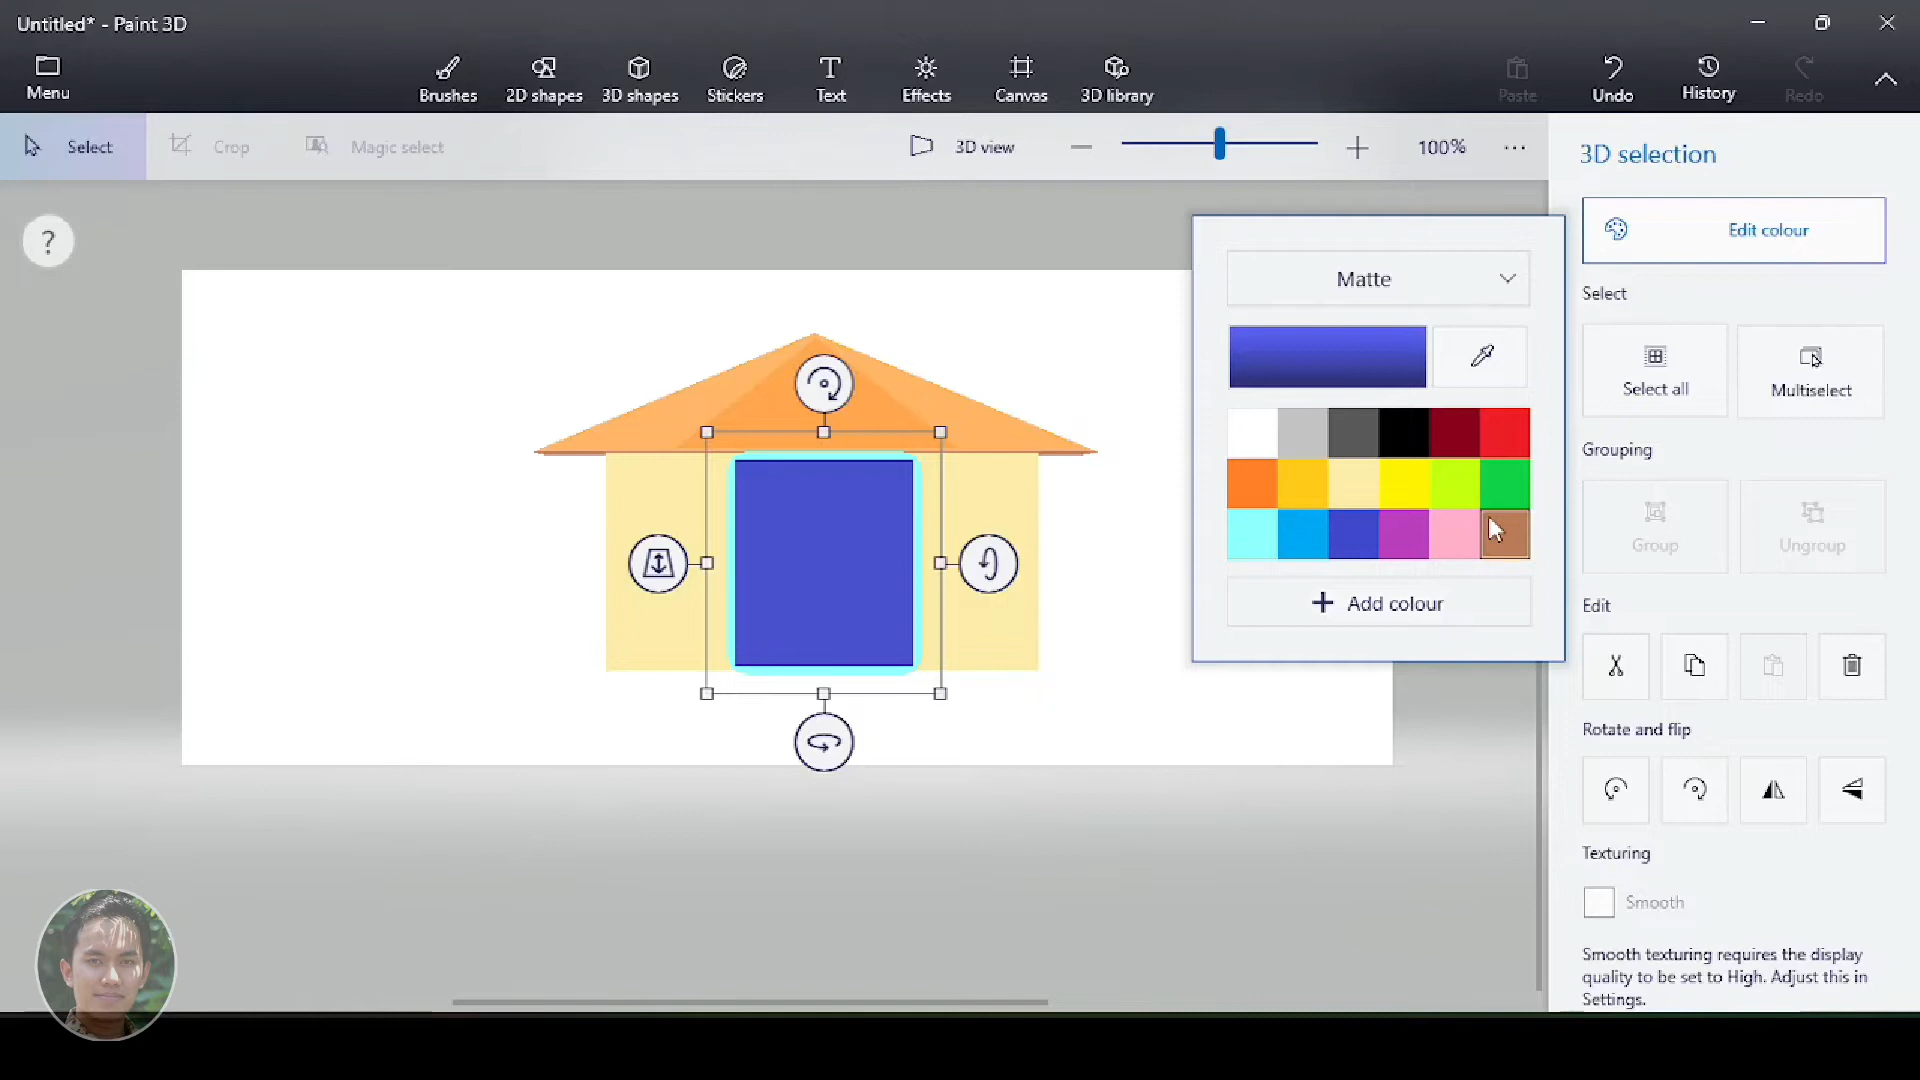 Untitled* - Paint 3D
Menu
Brushes
2D shapes
3D shapes
Stickers
Text
Effects
Canvas
3D library
Paste
Undo
History
Redo
Select
Crop
Magic select
3D view
100%
3D selection
Edit colour
Matte
Add colour
Select
Select all
Multiselect
Grouping
Group
Ungroup
Edit
Rotate and flip
Texturing
Smooth
Smooth texturing requires the display
quality to be set to High. Adjust this in
Settings.